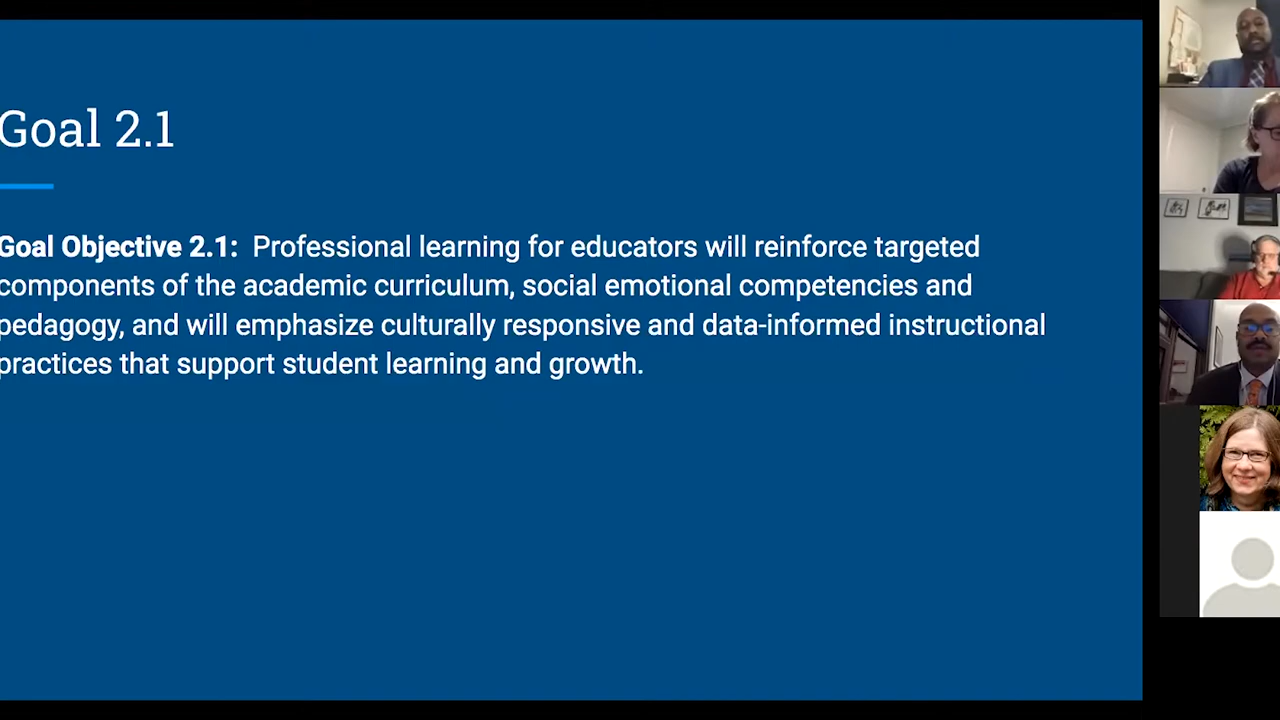 Goal 2.1
Goal Objective 2.1: Professional learning for educators will reinforce targeted
components of the academic curriculum, social emotional competencies and
pedagogy, and will emphasize culturally responsive and data-informed instructional
practices that support student learning and growth.